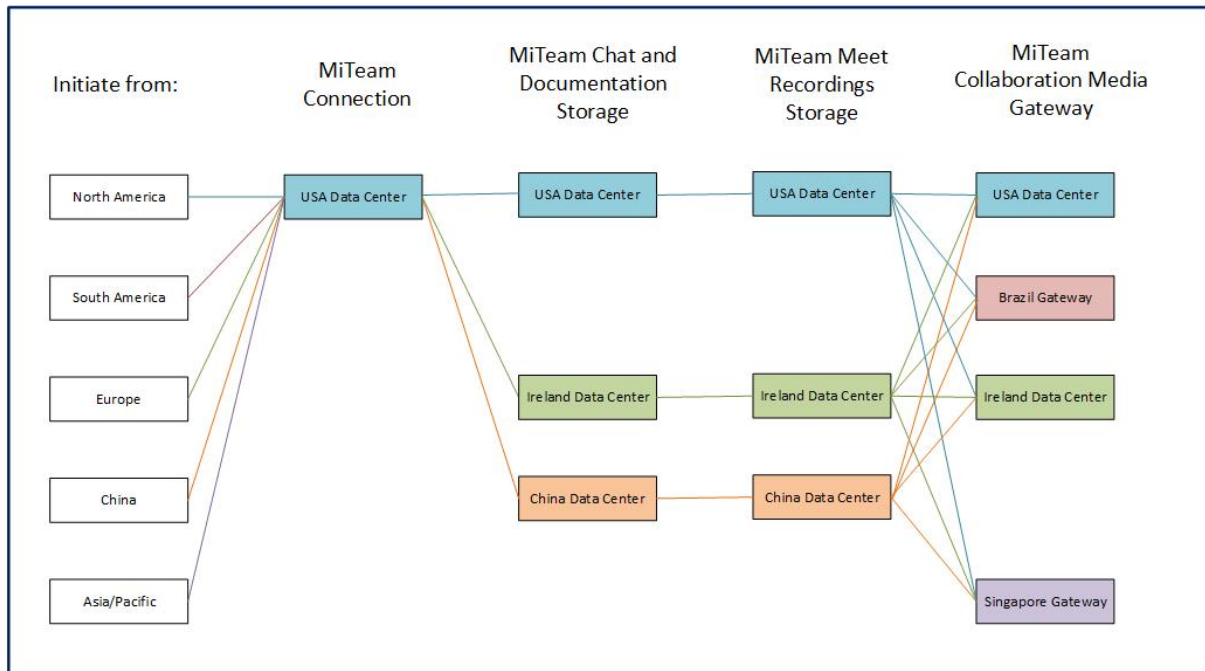 Initiate from:
MiTeam
Connection
MiTeam Chat and
Documentation
Storage
MiTeam Meet
Recordings
Storage
MiTeam
Collaboration Media
Gateway
North America
USA Data Center
USA Data Center
USA Data Center
USA Data Center
South America
Brazil Gateway
Europe
Ireland Data Center
Ireland Data Center
Ireland Data Center
China
China Data Center
China Data Center
Asia/Pacific
Singapore Gateway